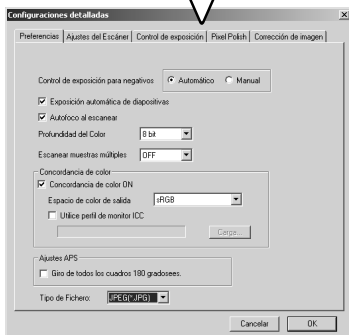 Configuraciones detalladas
Preferencias Ajustes del Escáner Control de exposición Pixel Polish Corrección de imagen
Control de exposición para negativos Automático Manual
Exposición automática de diapositivas
Autofoco al escanear
Profundidad del Color 8 bit
Escanear muestras múltiples OFF
Concordancia de color
Concordancia de color ON
Espacio de color de salida sRGB
Utilice perfil de monitor ICC
Carga...
Ajustes APS
Giro de todos los cuadros 180 gradosees.
Tipo de Fichero: JPEG(*.JPG)
Cancelar OK